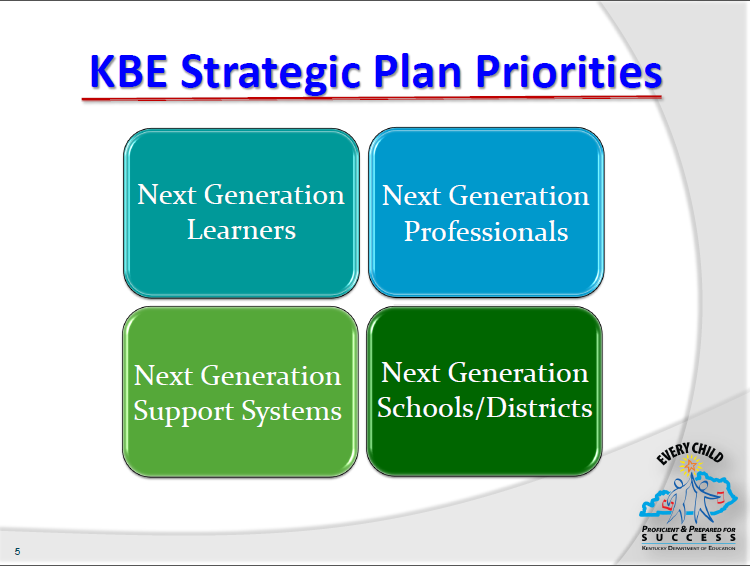 KBE Strategic Plan Priorities
Next Generation
Learners
Next Generation
Professionals
Next Generation
Support Systems
Next Generation
Schools/Districts
EVERY CHILD
PROFICIENT & PREPARED FOR
SUCCESS
KENTUCKY DEPARTMENT OF EDUCATION
5